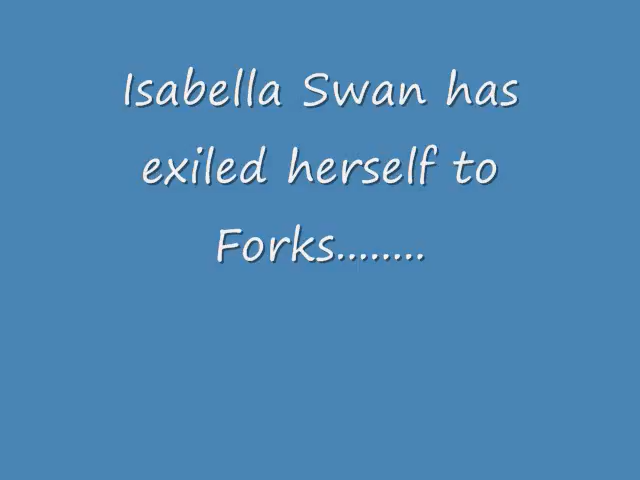 Isabella Swan has
exiled herself to
Forks........